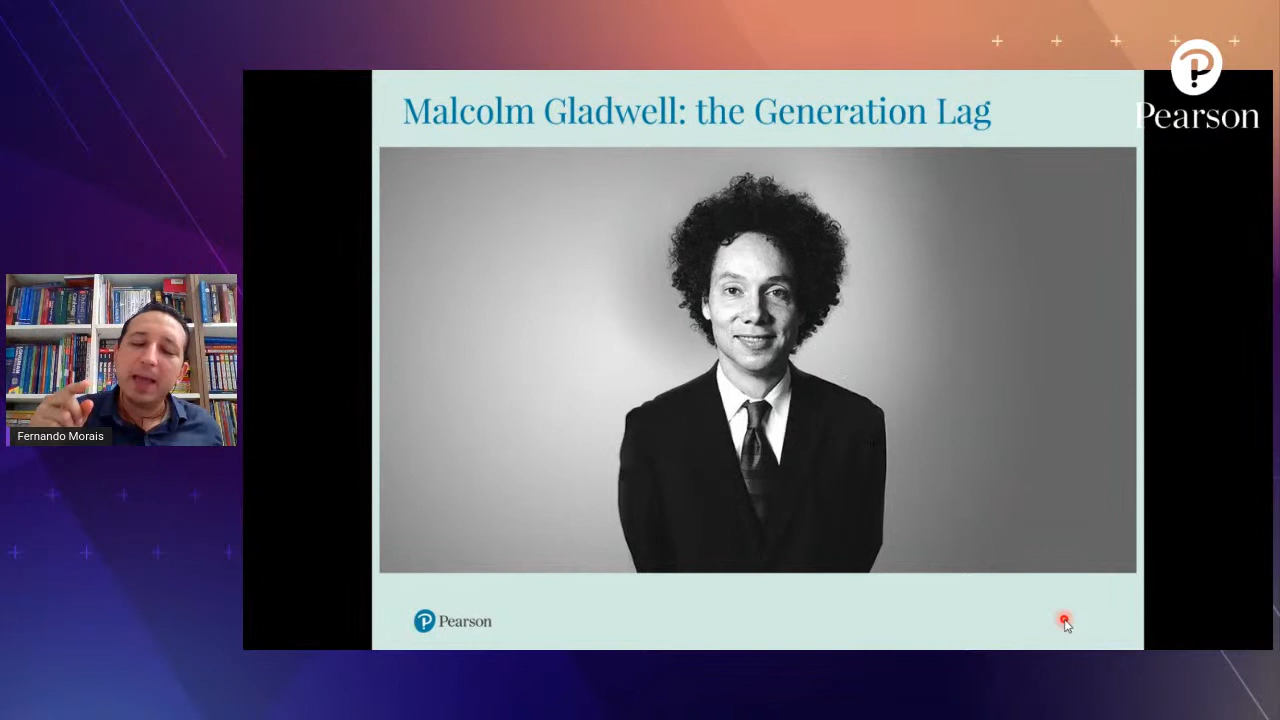 Malcolm Gladwell: the Generation Lag
Pearson
Fernando Morais
Pearson